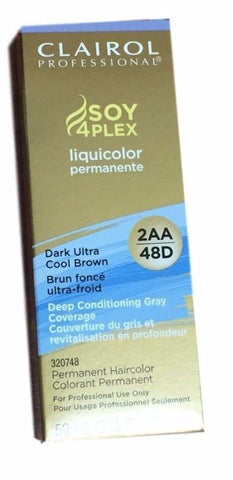 CLAIROL
PROFESSIONAL®
SOY
4PLEX
liquicolor
permanente
2AA
48D
Dark Ultra
Cool Brown
Brun foncé
ultra-froid
Deep Conditioning Gray
Coverage
Couverture du gris et
revitalisation en profondeur
320748
Permanent Haircolor
Colorant Permanent
For Professional Use Only
Pour Usage Professionnel Seulement